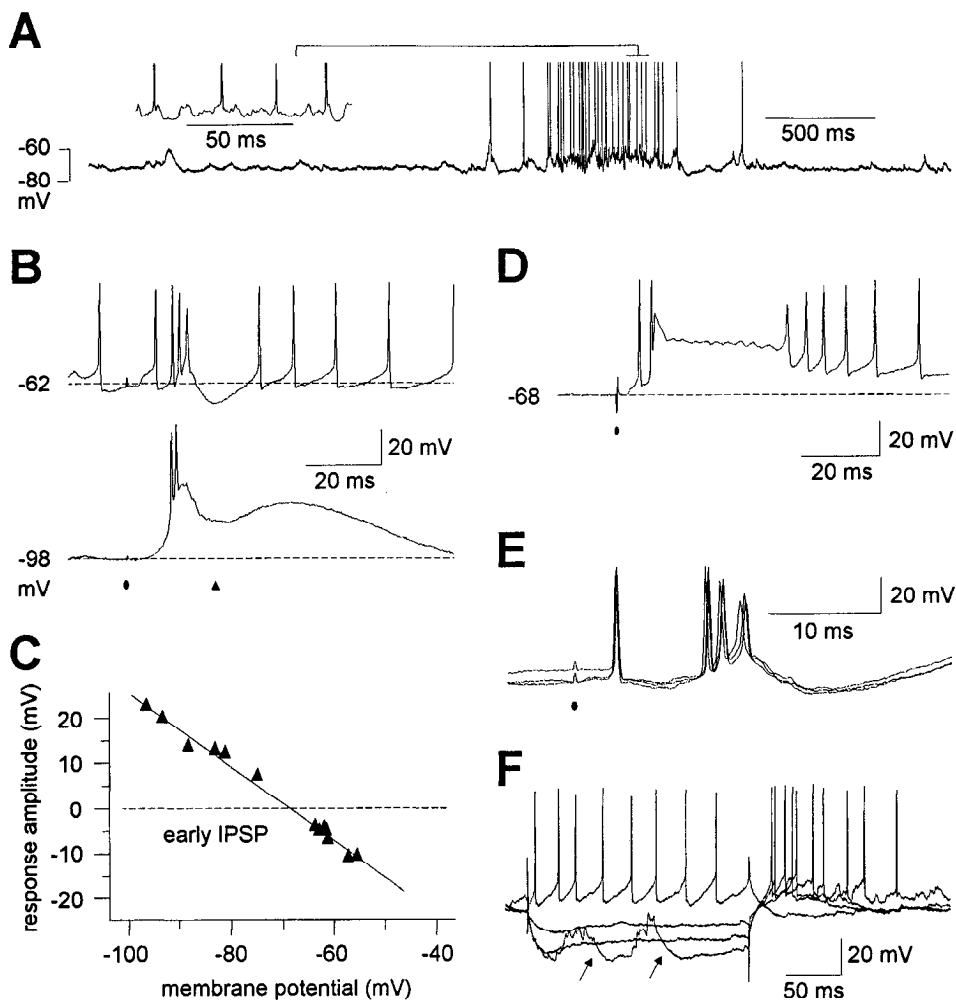 A
50 ms
500 ms
-60
-80
mV
B
-62
20 mV
20 ms
-98
mV
C
response amplitude (mV)
20
10
0
-10
-20
early IPSP
-100
-80
-60
-40
membrane potential (mV)
D
-68
20 mV
20 ms
E
20 mV
10 ms
F
20 mV
50 ms